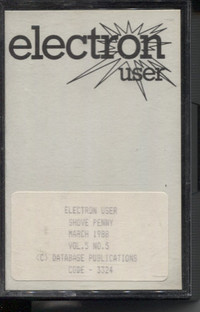 electron
user
ELECTRON USER
SHOVE PENNY
MARCH 1988
VOL.5 NO.5
(C) DATABASE PUBLICATIONS
CODE - 3324